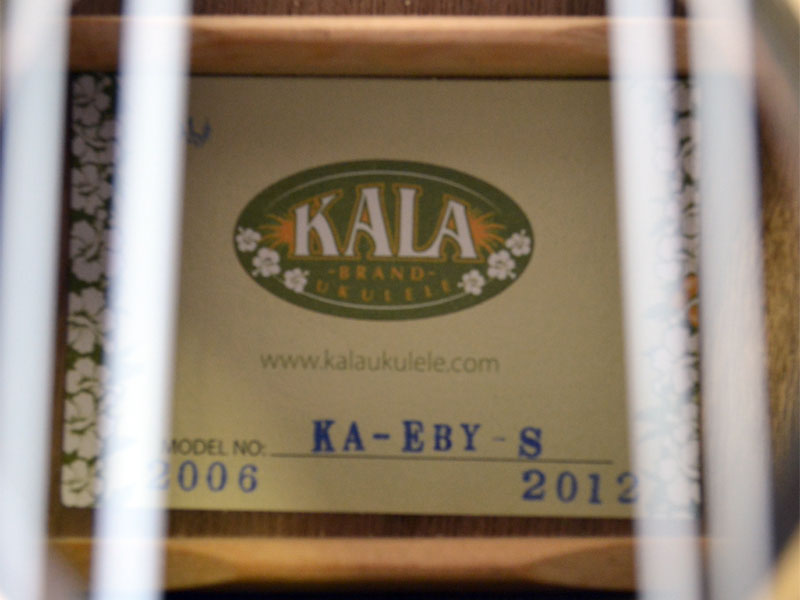 KALA
-BRAND-
UKULELE
www.kalaukulele.com
MODEL NO: KA-EBY-S
2006 2012